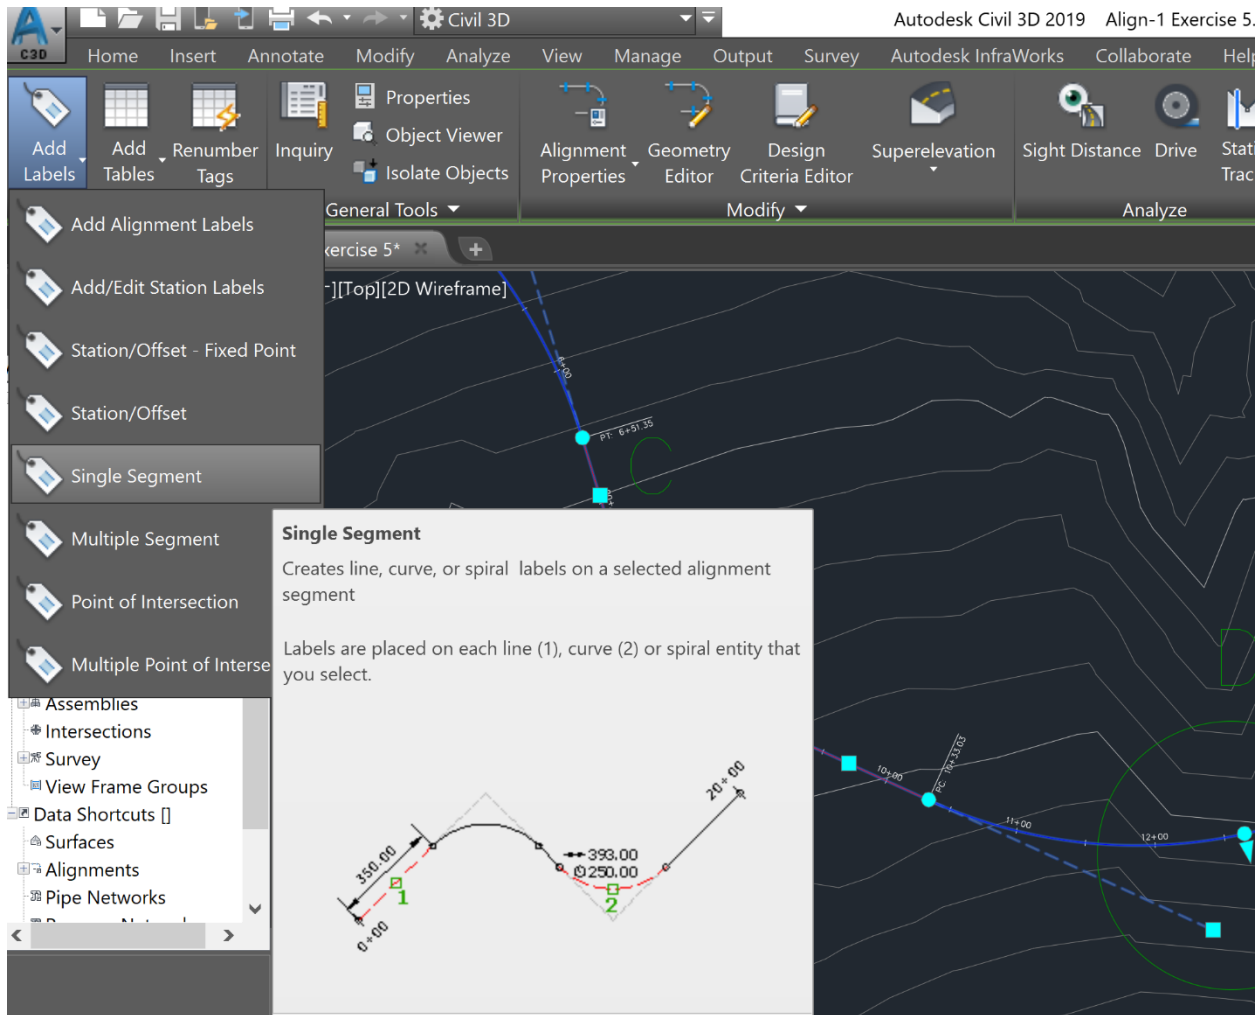 Civil 3D
Autodesk Civil 3D 2019 Align-1 Exercise 5.
C3D
Home Insert Annotate Modify Analyze View Manage Output Survey Autodesk InfraWorks Collaborate Help
Add Labels
Add Tables
Renumber Tags
Inquiry
Properties
Object Viewer
Isolate Objects
Alignment Properties
Geometry Editor
Design Criteria Editor
Superelevation
Sight Distance
Drive
General Tools
Modify
Analyze
Add Alignment Labels
Add/Edit Station Labels
Station/Offset - Fixed Point
Station/Offset
Single Segment
Multiple Segment
Point of Intersection
Multiple Point of Interse
xercise 5*
-][Top][2D Wireframe]
6+00
PT: 6+51.35
C
Single Segment
Creates line, curve, or spiral labels on a selected alignment
segment
Labels are placed on each line (1), curve (2) or spiral entity that
you select.
350.00
1
0+00
393.00
250.00
2
20+00
10+00
PC: 10+33.03
11+00
12+00
D
Assemblies
Intersections
Survey
View Frame Groups
Data Shortcuts []
Surfaces
Alignments
Pipe Networks